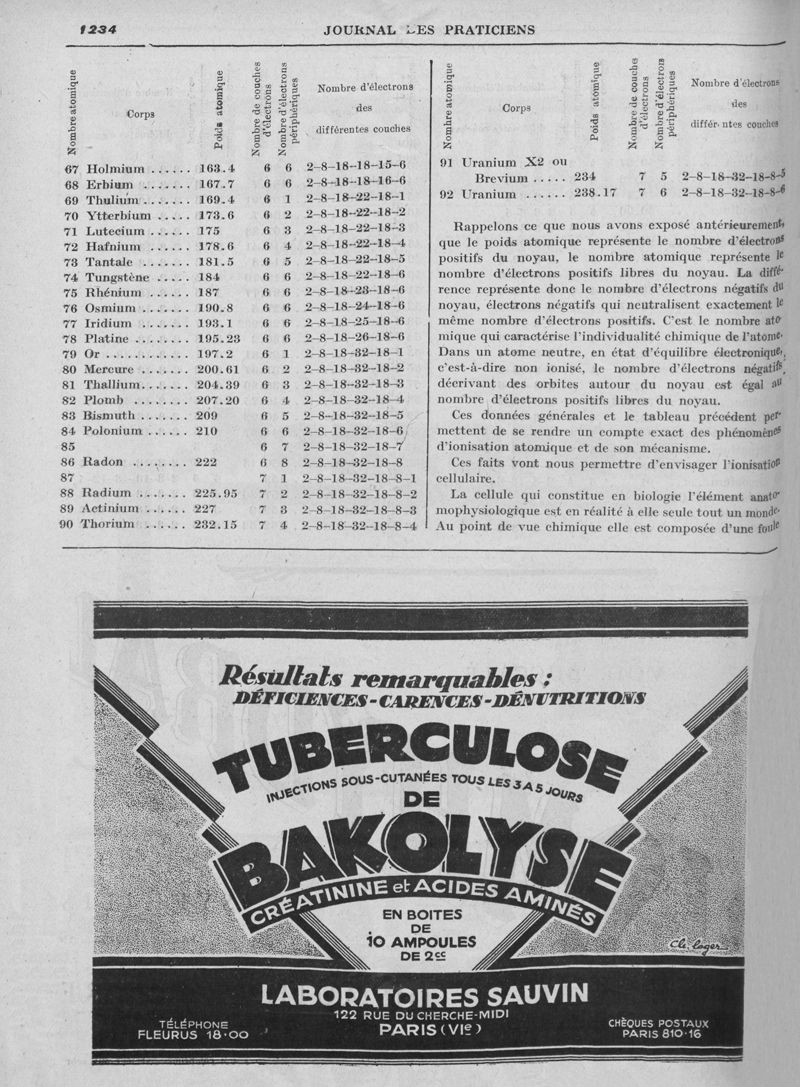 1234
JOURNAL DES PRATICIENS
Nombre atomique
Corps
Poids atomique
Nombre de couches d'électrons
Nombre d'électrons périphériques
Nombre d'électrons
des
différentes couches
67 Holmium ...... 163.4 6 6 2-8-18-18-15-6
68 Erbium ....... 167.7 6 6 2-8-18-18-16-6
69 Thulium ...... 169.4 6 1 2-8-18-22-18-1
70 Ytterbium .... 173.6 6 2 2-8-18-22-18-2
71 Lutecium ..... 175 6 3 2-8-18-22-18-3
72 Hafnium ...... 178.6 6 4 2-8-18-22-18-4
73 Tantale ...... 181.5 6 5 2-8-18-22-18-5
74 Tungstène ..... 184 6 6 2-8-18-22-18-6
75 Rhénium ...... 187 6 6 2-8-18-23-18-6
76 Osmium ....... 190.8 6 6 2-8-18-24-18-6
77 Iridium ...... 193.1 6 6 2-8-18-25-18-6
78 Platine ...... 195.23 6 6 2-8-18-26-18-6
79 Or ............ 197.2 6 1 2-8-18-32-18-1
80 Mercure ...... 200.61 6 2 2-8-18-32-18-2
81 Thallium...... 204.39 6 3 2-8-18-32-18-3
82 Plomb ........ 207.20 6 4 2-8-18-32-18-4
83 Bismuth ...... 209 6 5 2-8-18-32-18-5
84 Polonium ...... 210 6 6 2-8-18-32-18-6
85 6 7 2-8-18-32-18-7
86 Radon ........ 222 6 8 2-8-18-32-18-8
87 7 1 2-8-18-32-18-8-1
88 Radium ....... 225.95 7 2 2-8-18-32-18-8-2
89 Actinium ...... 227 7 3 2-8-18-32-18-8-3
90 Thorium ...... 232.15 7 4 2-8-18-32-18-8-4
Nombre atomique
Corps
Poids atomique
Nombre de couches d'électrons
Nombre d'électrons périphériques
Nombre d'électrons
des
différentes couches
91 Uranium X2 ou
Brevium ..... 234 7 5 2-8-18-32-18-8-5
92 Uranium ...... 238.17 7 6 2-8-18-32-18-8-6
Rappelons ce que nous avons exposé antérieurement,
que le poids atomique représente le nombre d'électrons
positifs du noyau, le nombre atomique représente le
nombre d'électrons positifs libres du noyau. La diffé-
rence représente donc le nombre d'électrons négatifs du
noyau, électrons négatifs qui neutralisent exactement le
même nombre d'électrons positifs. C'est le nombre ato-
mique qui caractérise l'individualité chimique de l'atome.
Dans un atome neutre, en état d'équilibre électronique,
c'est-à-dire non ionisé, le nombre d'électrons négatifs,
décrivant des orbites autour du noyau est égal au
nombre d'électrons positifs libres du noyau.
Ces données générales et le tableau précédent per-
mettent de se rendre un compte exact des phénomènes
d'ionisation atomique et de son mécanisme.
Ces faits vont nous permettre d'envisager l'ionisation
cellulaire.
La cellule qui constitue en biologie l'élément anato-
mophysiologique est en réalité à elle seule tout un monde.
Au point de vue chimique elle est composée d'une foule
Résultats remarquables :
DÉFICIENCES-CARENCES-DÉNUTRITIONS
TUBERCULOSE
INJECTIONS SOUS-CUTANÉES TOUS LES 3 A 5 JOURS
DE
BAKOLYSE
CRÉATININE et ACIDES AMINÉS
EN BOITES
DE
10 AMPOULES
DE 2cc
Ch. Loger
LABORATOIRES SAUVIN
122 RUE DU CHERCHE-MIDI
PARIS (VIe)
TÉLÉPHONE
FLEURUS 18·00
CHÈQUES POSTAUX
PARIS 810·16